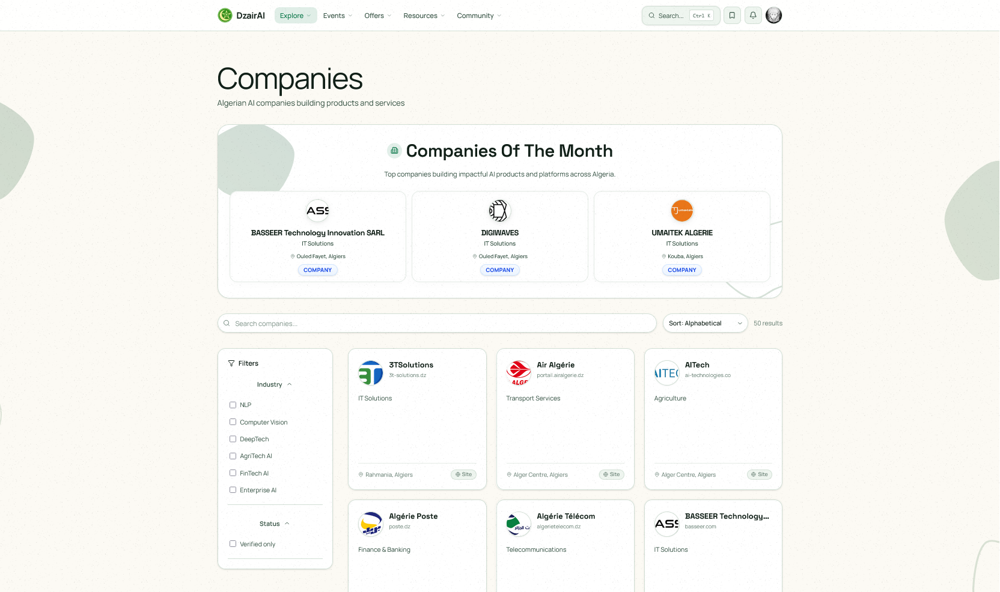 DzairAI
Explore
Events
Offers
Resources
Community
Search...
Ctrl K
Companies
Algerian AI companies building products and services
Companies Of The Month
Top companies building impactful AI products and platforms across Algeria.
ASS
BASSEER Technology Innovation SARL
IT Solutions
Ouled Fayet, Algiers
COMPANY
DIGIWAVES
IT Solutions
Ouled Fayet, Algiers
COMPANY
umaitek
UMAITEK ALGERIE
IT Solutions
Kouba, Algiers
COMPANY
Search companies...
Sort: Alphabetical
50 results
Filters
Industry
NLP
Computer Vision
DeepTech
AgriTech AI
FinTech AI
Enterprise AI
Status
Verified only
3T
3TSolutions
3t-solutions.dz
IT Solutions
Rahmania, Algiers
Site
ALGE
Air Algérie
portail.airalgerie.dz
Transport Services
Alger Centre, Algiers
Site
AITEC
AITech
ai-technologies.co
Agriculture
Alger Centre, Algiers
Site
Algérie Poste
poste.dz
Finance & Banking
Algérie Télécom
algerietelecom.dz
Telecommunications
ASS
BASSEER Technology...
basseer.com
IT Solutions